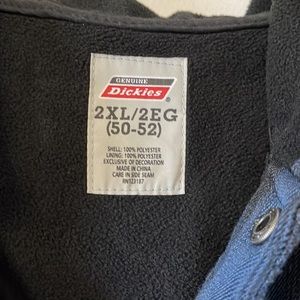 GENUINE
Dickies
2XL/2EG
(50-52)
SHELL: 100% POLYESTER
LINING: 100% POLYESTER
EXCLUSIVE OF DECORATION
MADE IN CHINA
CARE IN SIDE SEAM